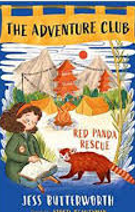 THE ADVENTURE CLUB
RED PANDA
RESCUE
JESS
BUTTERWORTH